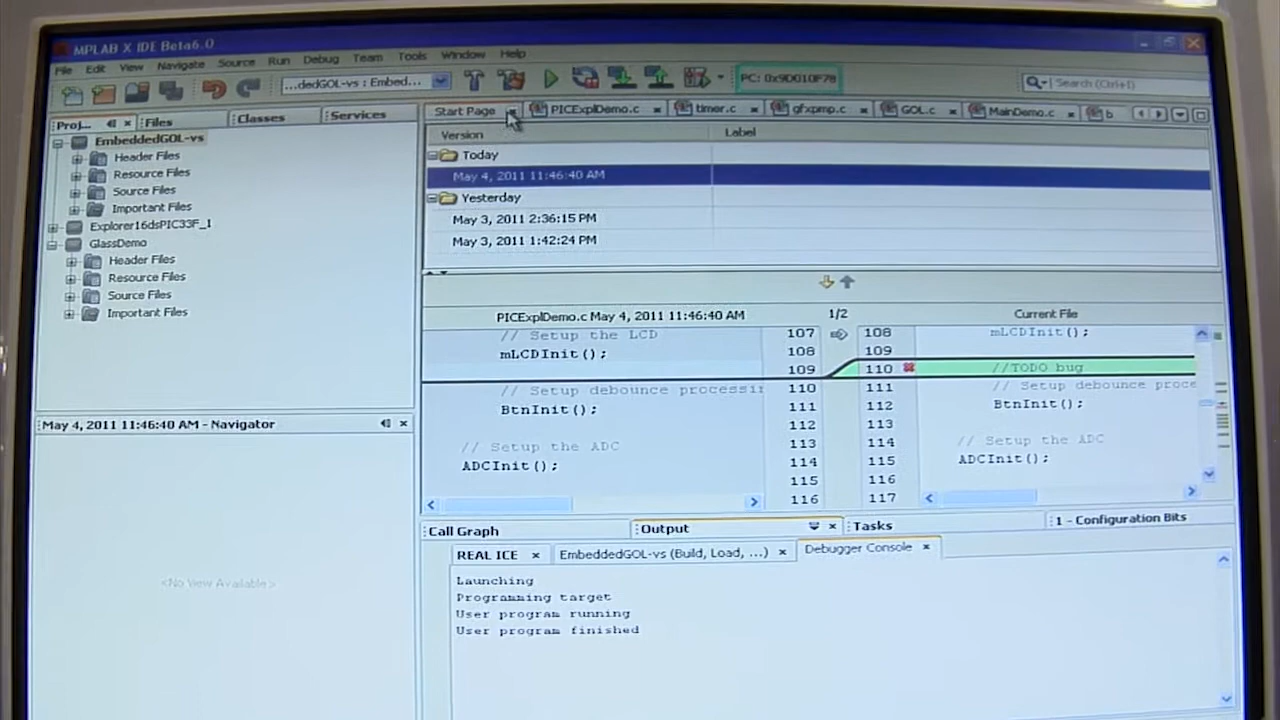 MPLAB X IDE Beta6.0
File Edit View Navigate Source Run Debug Team Tools Window Help
...dedGOL-vs : Embed... PC: 0x9D010F78 Search (Ctrl+I)
Proj... Files Classes Services
Start Page PICExplDemo.c timer.c gfxpmp.c GOL.c MainDemo.c b
EmbeddedGOL-vs
Header Files
Resource Files
Source Files
Important Files
Explorer16dsPIC33F_1
GlassDemo
Header Files
Resource Files
Source Files
Important Files
Version Label
Today
May 4, 2011 11:46:40 AM
Yesterday
May 3, 2011 2:36:15 PM
May 3, 2011 1:42:24 PM
PICExplDemo.c May 4, 2011 11:46:40 AM 1/2 Current File
// Setup the LCD 107 108 mLCDInit();
mLCDInit(); 108 109
109 110 //TODO bug
// Setup debounce processi 110 111 // Setup debounce proce
BtnInit(); 111 112 BtnInit();
112 113
// Setup the ADC 113 114 // Setup the ADC
ADCInit(); 114 115 ADCInit();
115 116
116 117
May 4, 2011 11:46:40 AM - Navigator
<No View Available>
Call Graph Output Tasks 1 - Configuration Bits
REAL ICE EmbeddedGOL-vs (Build, Load, ...) Debugger Console
Launching
Programming target
User program running
User program finished